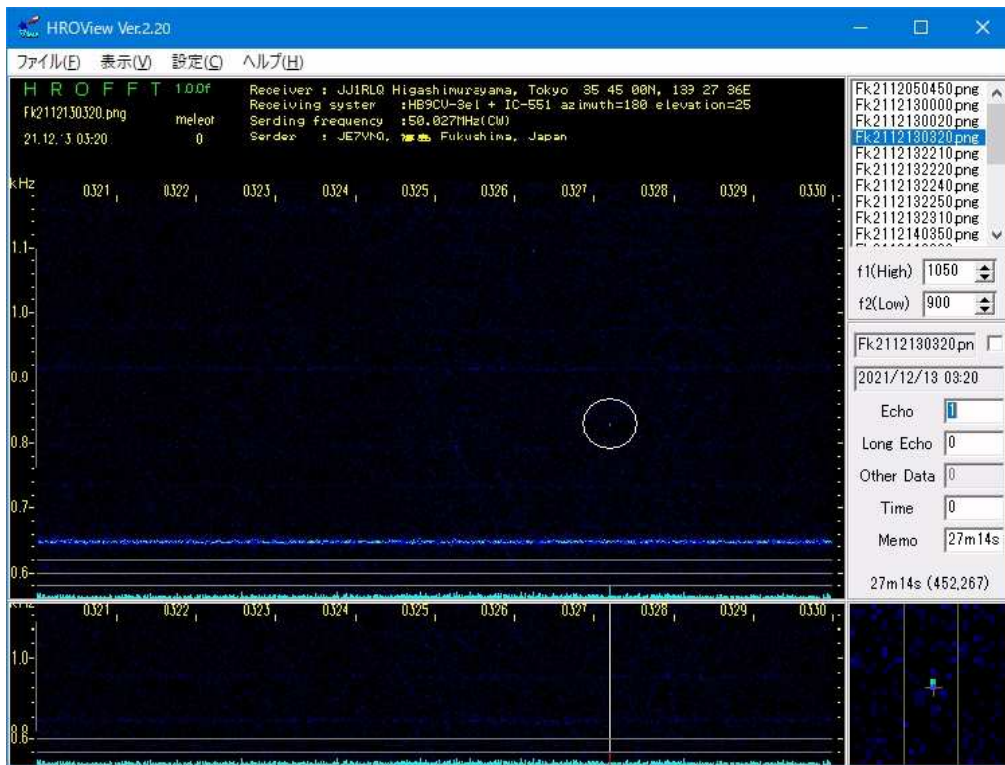 HROView Ver.2.20
ファイル(F) 表示(V) 設定(C) ヘルプ(H)
H R O F F T 1.0.0f
Fk2112130320.png meleot
21.12.13 03:20 0
Receiver : JJ1RLQ Higashimurayama, Tokyo 35 45 00N, 139 27 36E
Receiving system :HB9CV-3el + IC-551 azimuth=180 elevation=25
Serding frequency :50.027MHz(CW)
Serder : JE7YNQ, 福島 Fukushima, Japan
kHz 0321 0322 0323 0324 0325 0326 0327 0328 0329 0330
1.1
1.0
0.9
0.8
0.7
0.6
kHz 0321 0322 0323 0324 0325 0326 0327 0328 0329 0330
1.0
Fk2112050450.png
Fk2112130000.png
Fk2112130020.png
Fk2112130320.png
Fk2112132210.png
Fk2112132220.png
Fk2112132240.png
Fk2112132250.png
Fk2112132310.png
Fk2112140350.png
f1(High) 1050
f2(Low) 900
Fk2112130320.pn
2021/12/13 03:20
Echo 1
Long Echo 0
Other Data 0
Time 0
Memo 27m14s
27m14s (452,267)